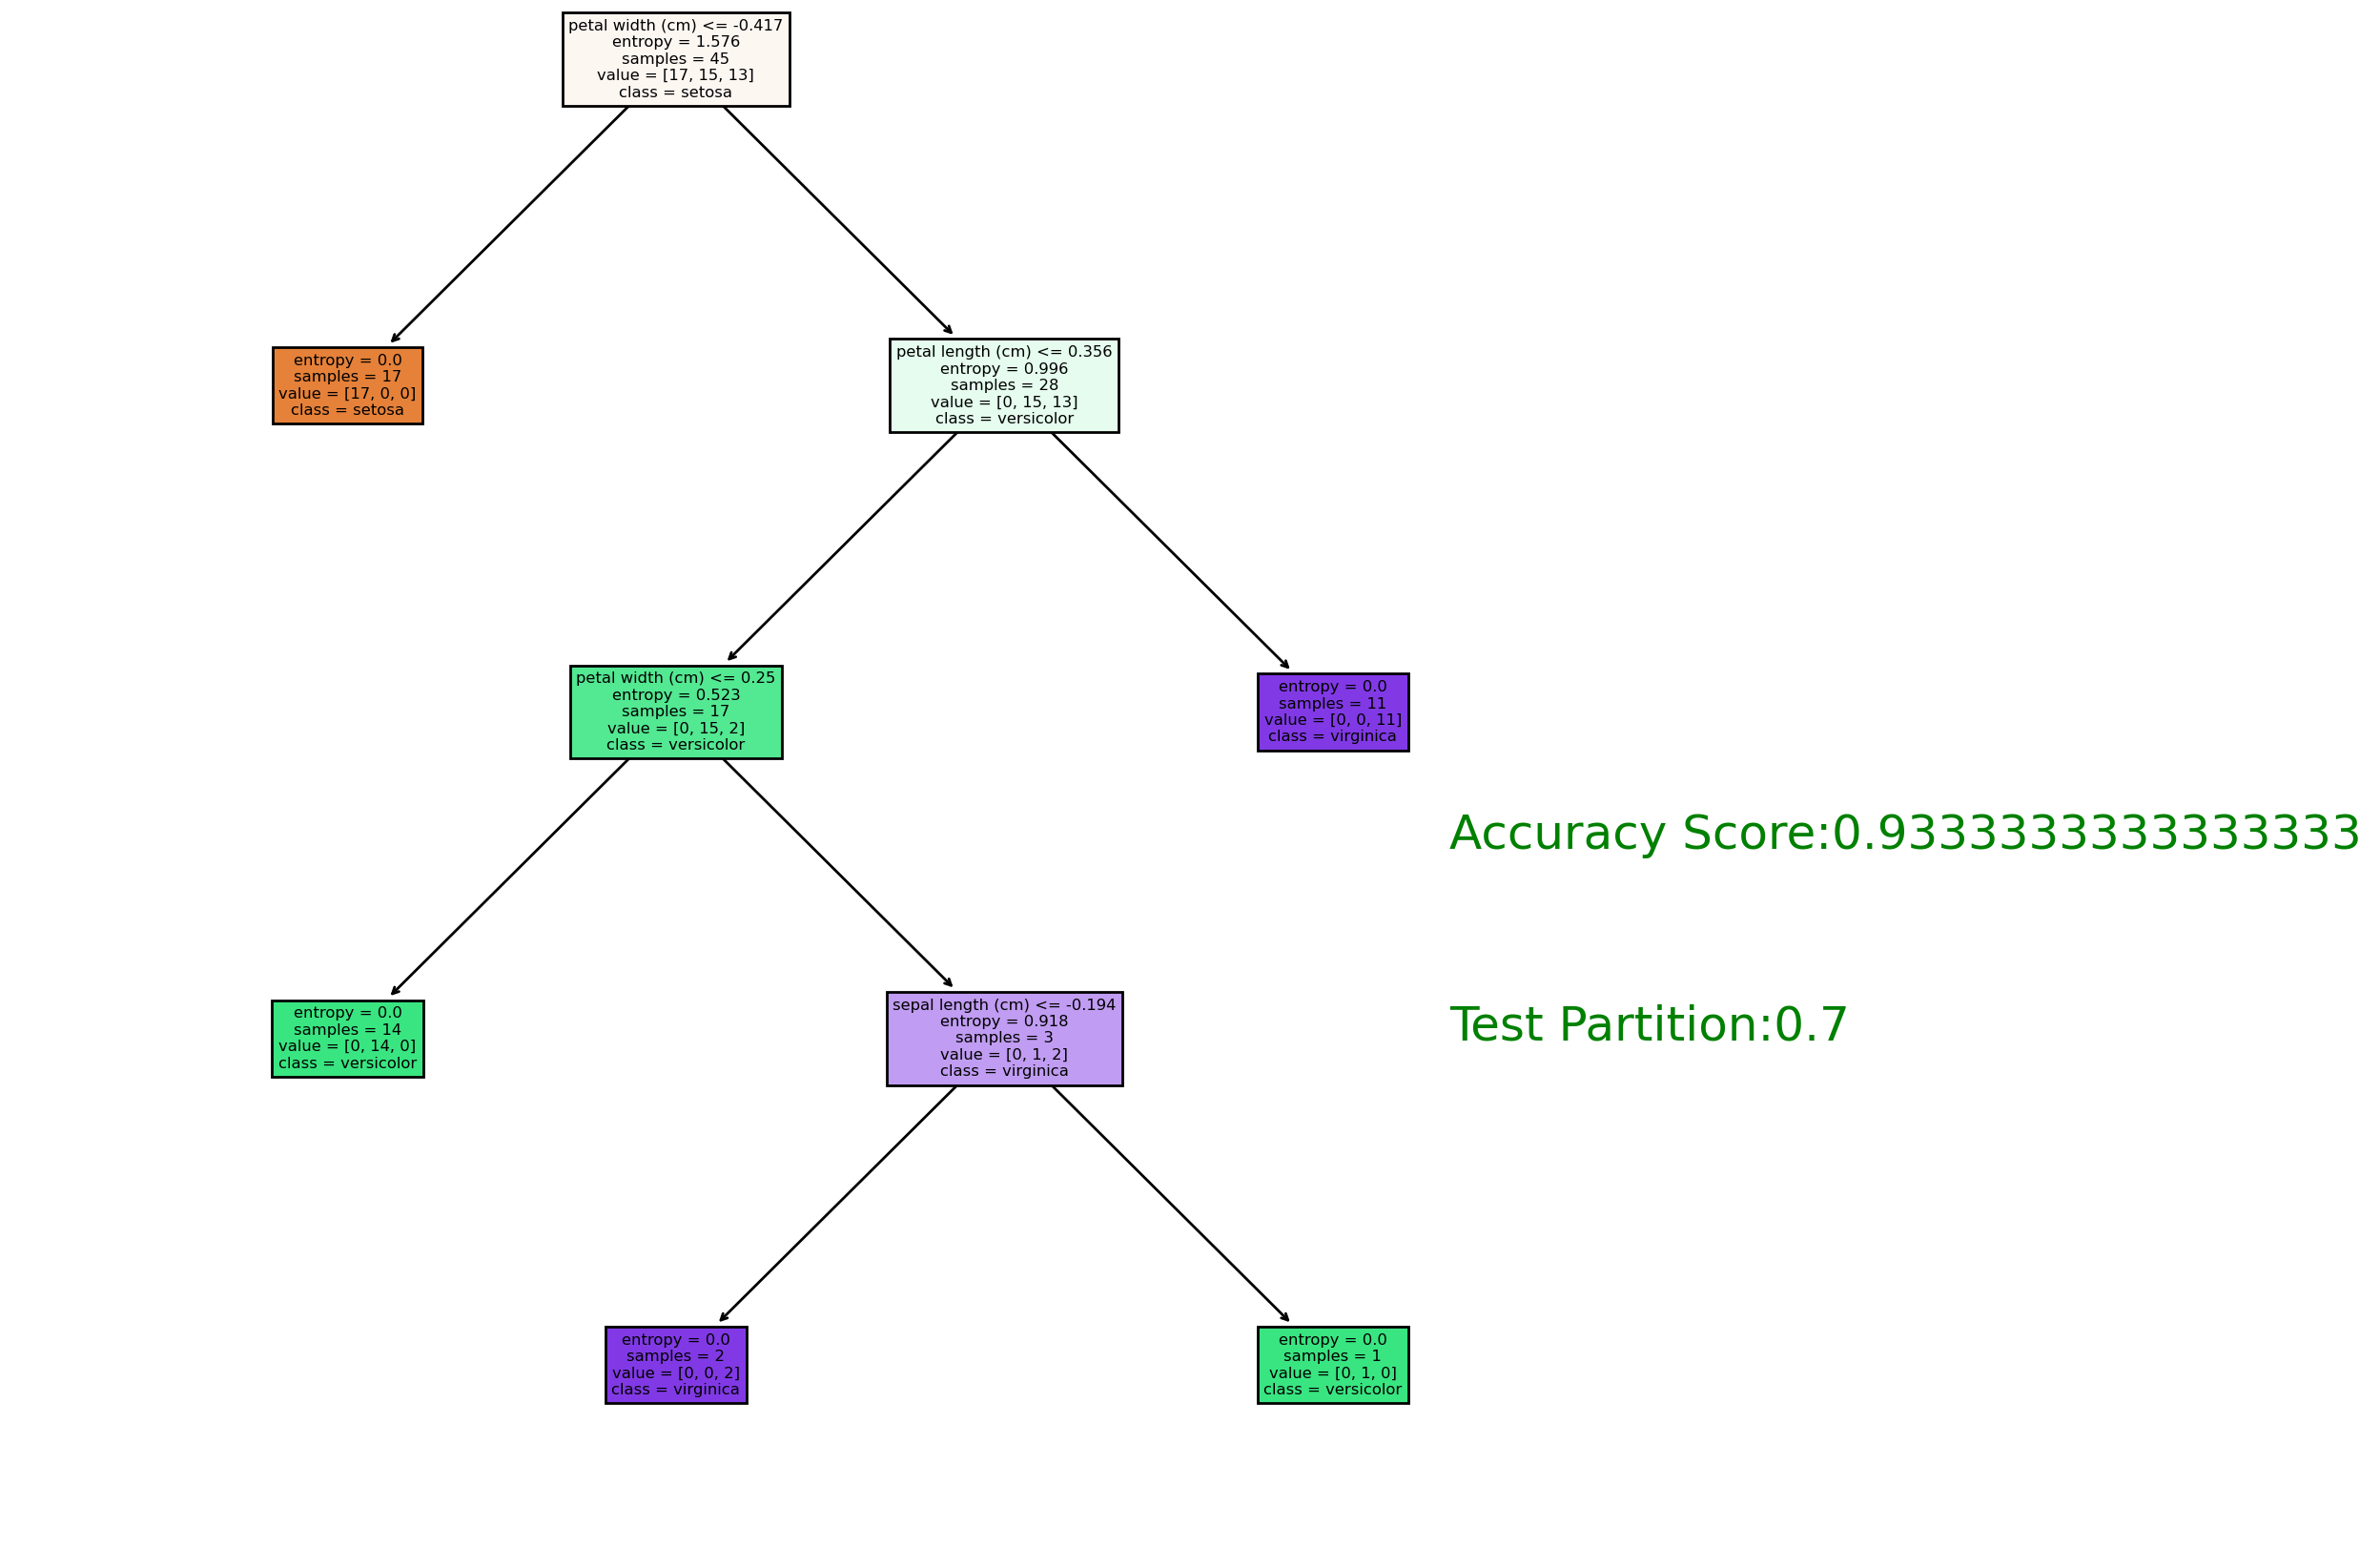 petal width (cm) <= -0.417
entropy = 1.576
samples = 45
value = [17, 15, 13]
class = setosa
entropy = 0.0
samples = 17
value = [17, 0, 0]
class = setosa
petal length (cm) <= 0.356
entropy = 0.996
samples = 28
value = [0, 15, 13]
class = versicolor
petal width (cm) <= 0.25
entropy = 0.523
samples = 17
value = [0, 15, 2]
class = versicolor
entropy = 0.0
samples = 11
value = [0, 0, 11]
class = virginica
Accuracy Score:0.9333333333333333
entropy = 0.0
samples = 14
value = [0, 14, 0]
class = versicolor
sepal length (cm) <= -0.194
entropy = 0.918
samples = 3
value = [0, 1, 2]
class = virginica
Test Partition:0.7
entropy = 0.0
samples = 2
value = [0, 0, 2]
class = virginica
entropy = 0.0
samples = 1
value = [0, 1, 0]
class = versicolor